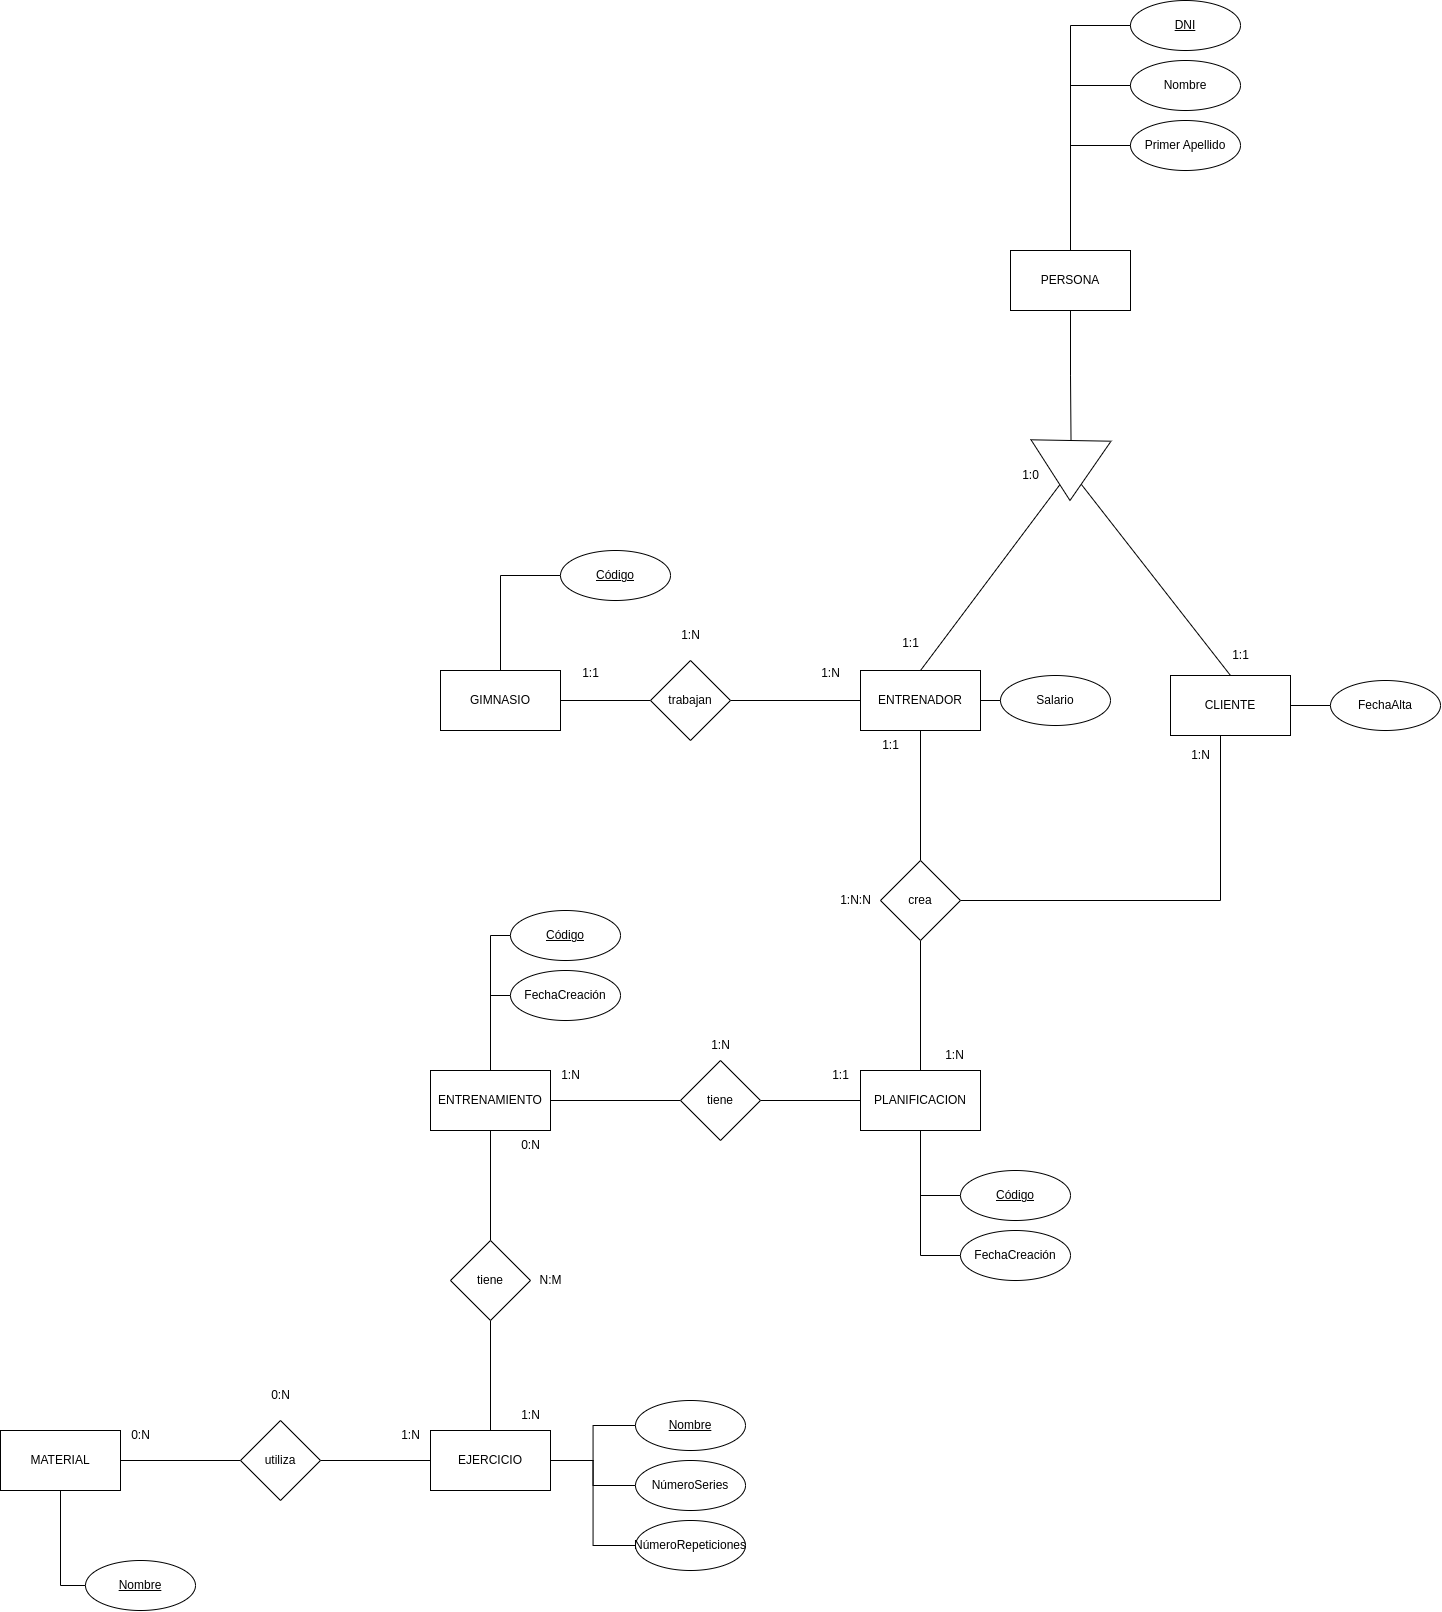 DNI
Nombre
Primer Apellido
PERSONA
1:0
Código
1:N
1:1
1:1
1:1
1:N
GIMNASIO
trabajan
ENTRENADOR
Salario
CLIENTE
FechaAlta
1:1
1:N
1:N:N
crea
Código
FechaCreación
1:N
1:N
1:N
1:1
ENTRENAMIENTO
tiene
PLANIFICACION
0:N
Código
FechaCreación
tiene
N:M
0:N
1:N
0:N
1:N
Nombre
MATERIAL
utiliza
EJERCICIO
NúmeroSeries
NúmeroRepeticiones
Nombre